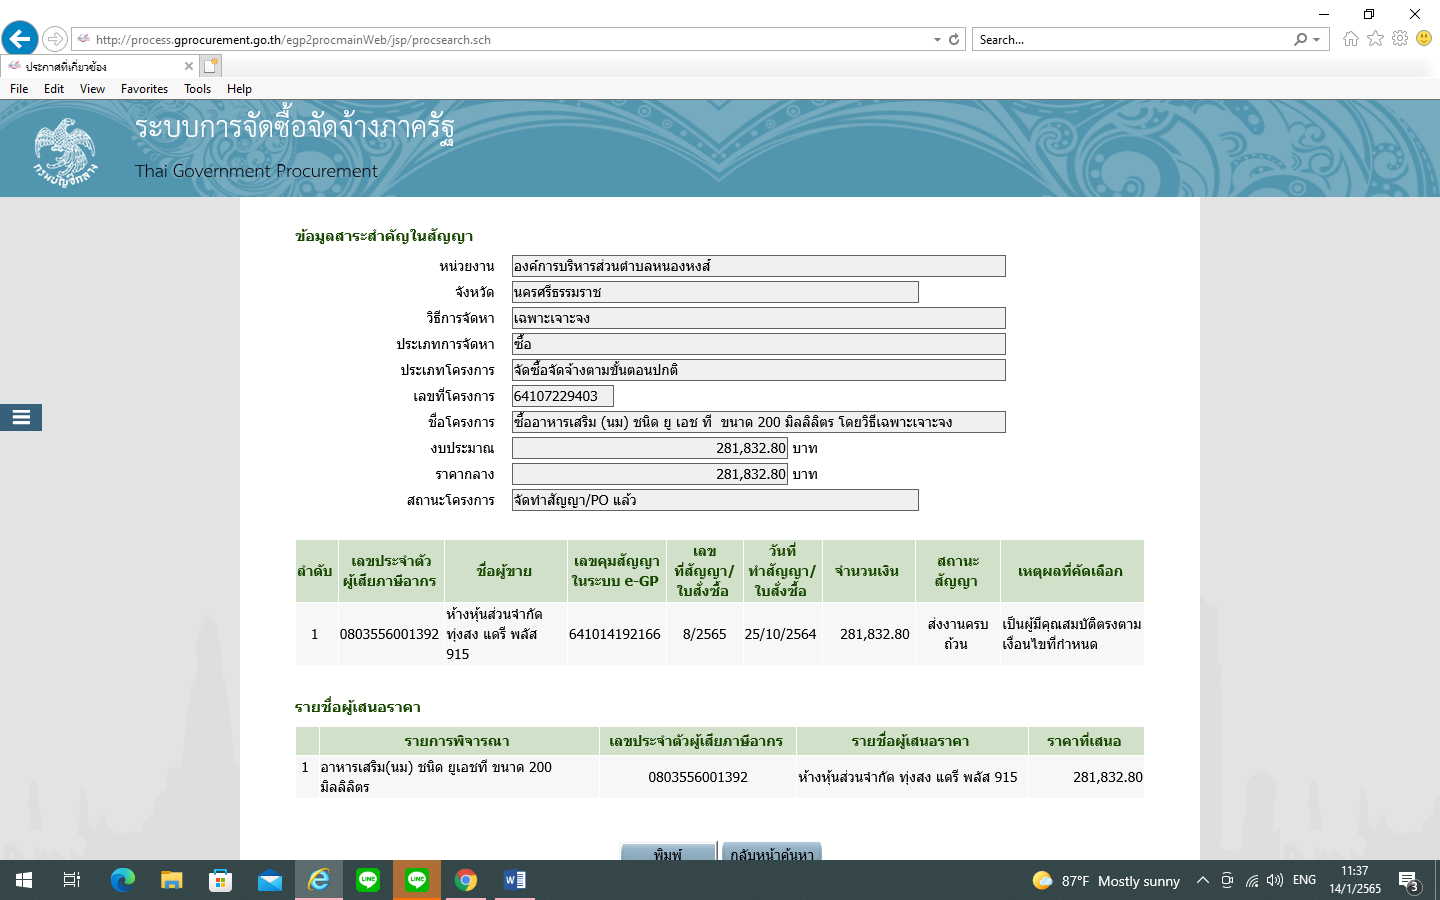 http://process.gprocurement.go.th/egp2procmainWeb/jsp/procsearch.sch
Search...
ประกาศที่เกี่ยวข้อง
File Edit View Favorites Tools Help
ระบบการจัดซื้อจัดจ้างภาครัฐ
Thai Government Procurement
กรมบัญชีกลาง
ข้อมูลสาระสำคัญในสัญญา
หน่วยงาน องค์การบริหารส่วนตำบลหนองหงส์
จังหวัด นครศรีธรรมราช
วิธีการจัดหา เฉพาะเจาะจง
ประเภทการจัดหา ซื้อ
ประเภทโครงการ จัดซื้อจัดจ้างตามขั้นตอนปกติ
เลขที่โครงการ 64107229403
ชื่อโครงการ ซื้ออาหารเสริม (นม) ชนิด ยู เอช ที ขนาด 200 มิลลิลิตร โดยวิธีเฉพาะเจาะจง
งบประมาณ 281,832.80 บาท
ราคากลาง 281,832.80 บาท
สถานะโครงการ จัดทำสัญญา/PO แล้ว
ลำดับ เลขประจำตัวผู้เสียภาษีอากร ชื่อผู้ขาย เลขคุมสัญญาในระบบ e-GP เลขที่สัญญา/ใบสั่งซื้อ วันที่ทำสัญญา/ใบสั่งซื้อ จำนวนเงิน สถานะสัญญา เหตุผลที่คัดเลือก
1 0803556001392 ห้างหุ้นส่วนจำกัด ทุ่งสง แดรี่ พลัส 915 641014192166 8/2565 25/10/2564 281,832.80 ส่งงานครบถ้วน เป็นผู้มีคุณสมบัติตรงตามเงื่อนไขที่กำหนด
รายชื่อผู้เสนอราคา
รายการพิจารณา เลขประจำตัวผู้เสียภาษีอากร รายชื่อผู้เสนอราคา ราคาที่เสนอ
1 อาหารเสริม(นม) ชนิด ยูเอชที ขนาด 200 มิลลิลิตร 0803556001392 ห้างหุ้นส่วนจำกัด ทุ่งสง แดรี่ พลัส 915 281,832.80
พิมพ์ กลับหน้าค้นหา
87°F Mostly sunny ENG 11:37
14/1/2565 3